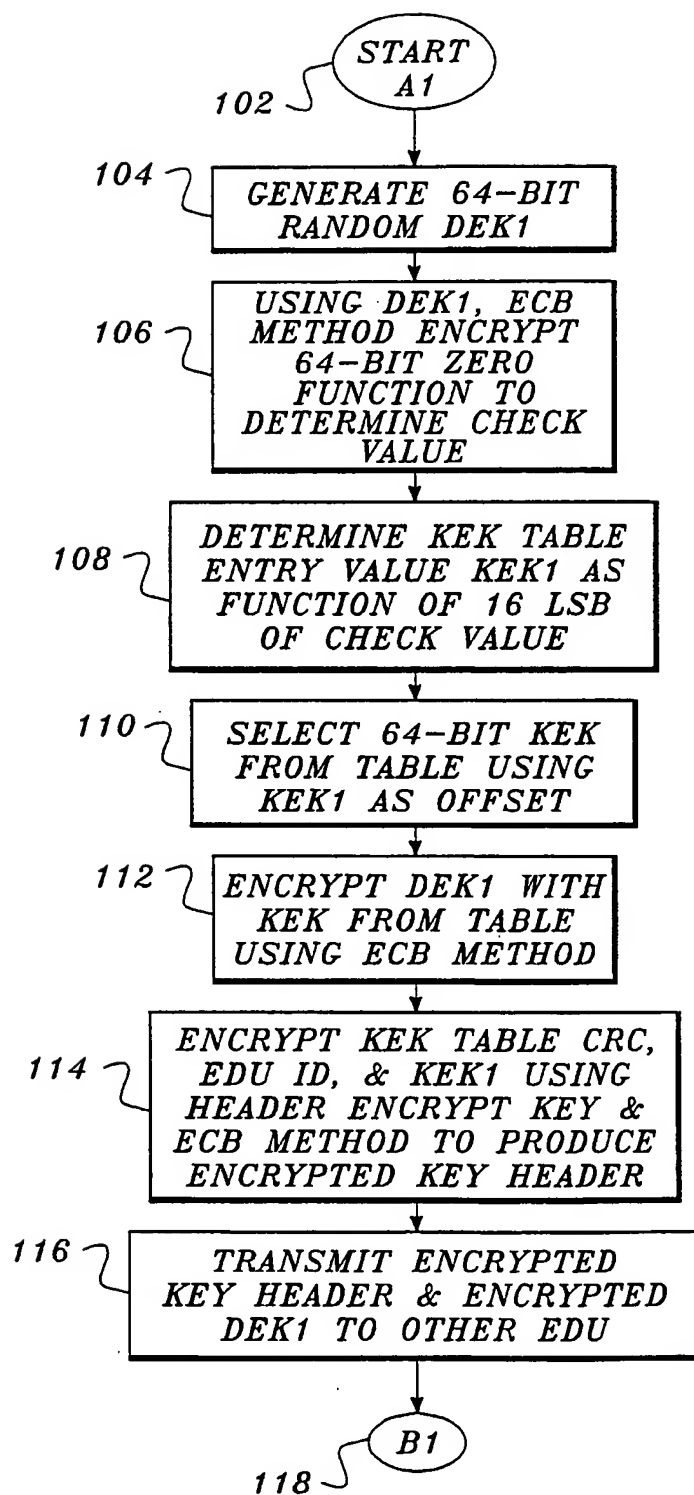 START
A1
102
104
GENERATE 64-BIT
RANDOM DEK1
106
USING DEK1, ECB
METHOD ENCRYPT
64-BIT ZERO
FUNCTION TO
DETERMINE CHECK
VALUE
108
DETERMINE KEK TABLE
ENTRY VALUE KEK1 AS
FUNCTION OF 16 LSB
OF CHECK VALUE
110
SELECT 64-BIT KEK
FROM TABLE USING
KEK1 AS OFFSET
112
ENCRYPT DEK1 WITH
KEK FROM TABLE
USING ECB METHOD
114
ENCRYPT KEK TABLE CRC,
EDU ID, & KEK1 USING
HEADER ENCRYPT KEY &
ECB METHOD TO PRODUCE
ENCRYPTED KEY HEADER
116
TRANSMIT ENCRYPTED
KEY HEADER & ENCRYPTED
DEK1 TO OTHER EDU
B1
118